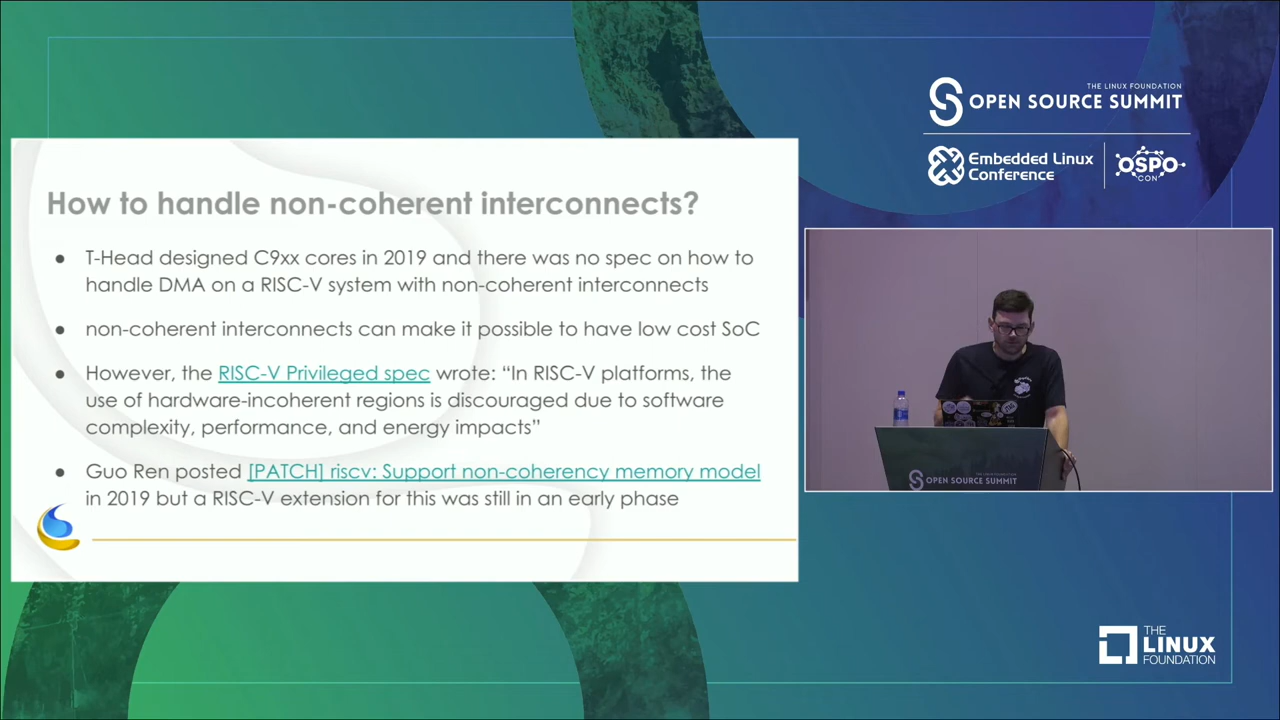 THE LINUX FOUNDATION
OPEN SOURCE SUMMIT
Embedded Linux
Conference
OSPO
CON
How to handle non-coherent interconnects?
● T-Head designed C9xx cores in 2019 and there was no spec on how to
handle DMA on a RISC-V system with non-coherent interconnects
● non-coherent interconnects can make it possible to have low cost SoC
● However, the RISC-V Privileged spec wrote: “In RISC-V platforms, the
use of hardware-incoherent regions is discouraged due to software
complexity, performance, and energy impacts”
● Guo Ren posted [PATCH] riscv: Support non-coherency memory model
in 2019 but a RISC-V extension for this was still in an early phase
OPEN SOURCE SUMMIT
THE
LINUX
FOUNDATION